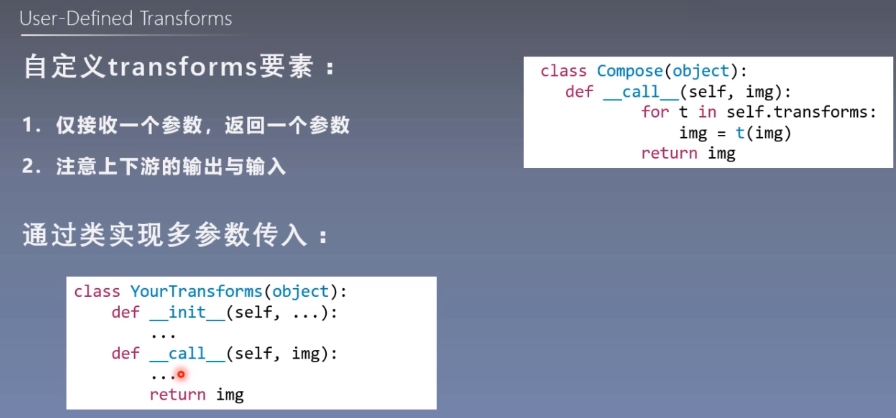 User-Defined Transforms
自定义transforms要素：
1. 仅接收一个参数，返回一个参数
2. 注意上下游的输出与输入
class Compose(object):
def __call__(self, img):
for t in self.transforms:
img = t(img)
return img
通过类实现多参数传入：
class YourTransforms(object):
def __init__(self, ...):
...
def __call__(self, img):
...
return img